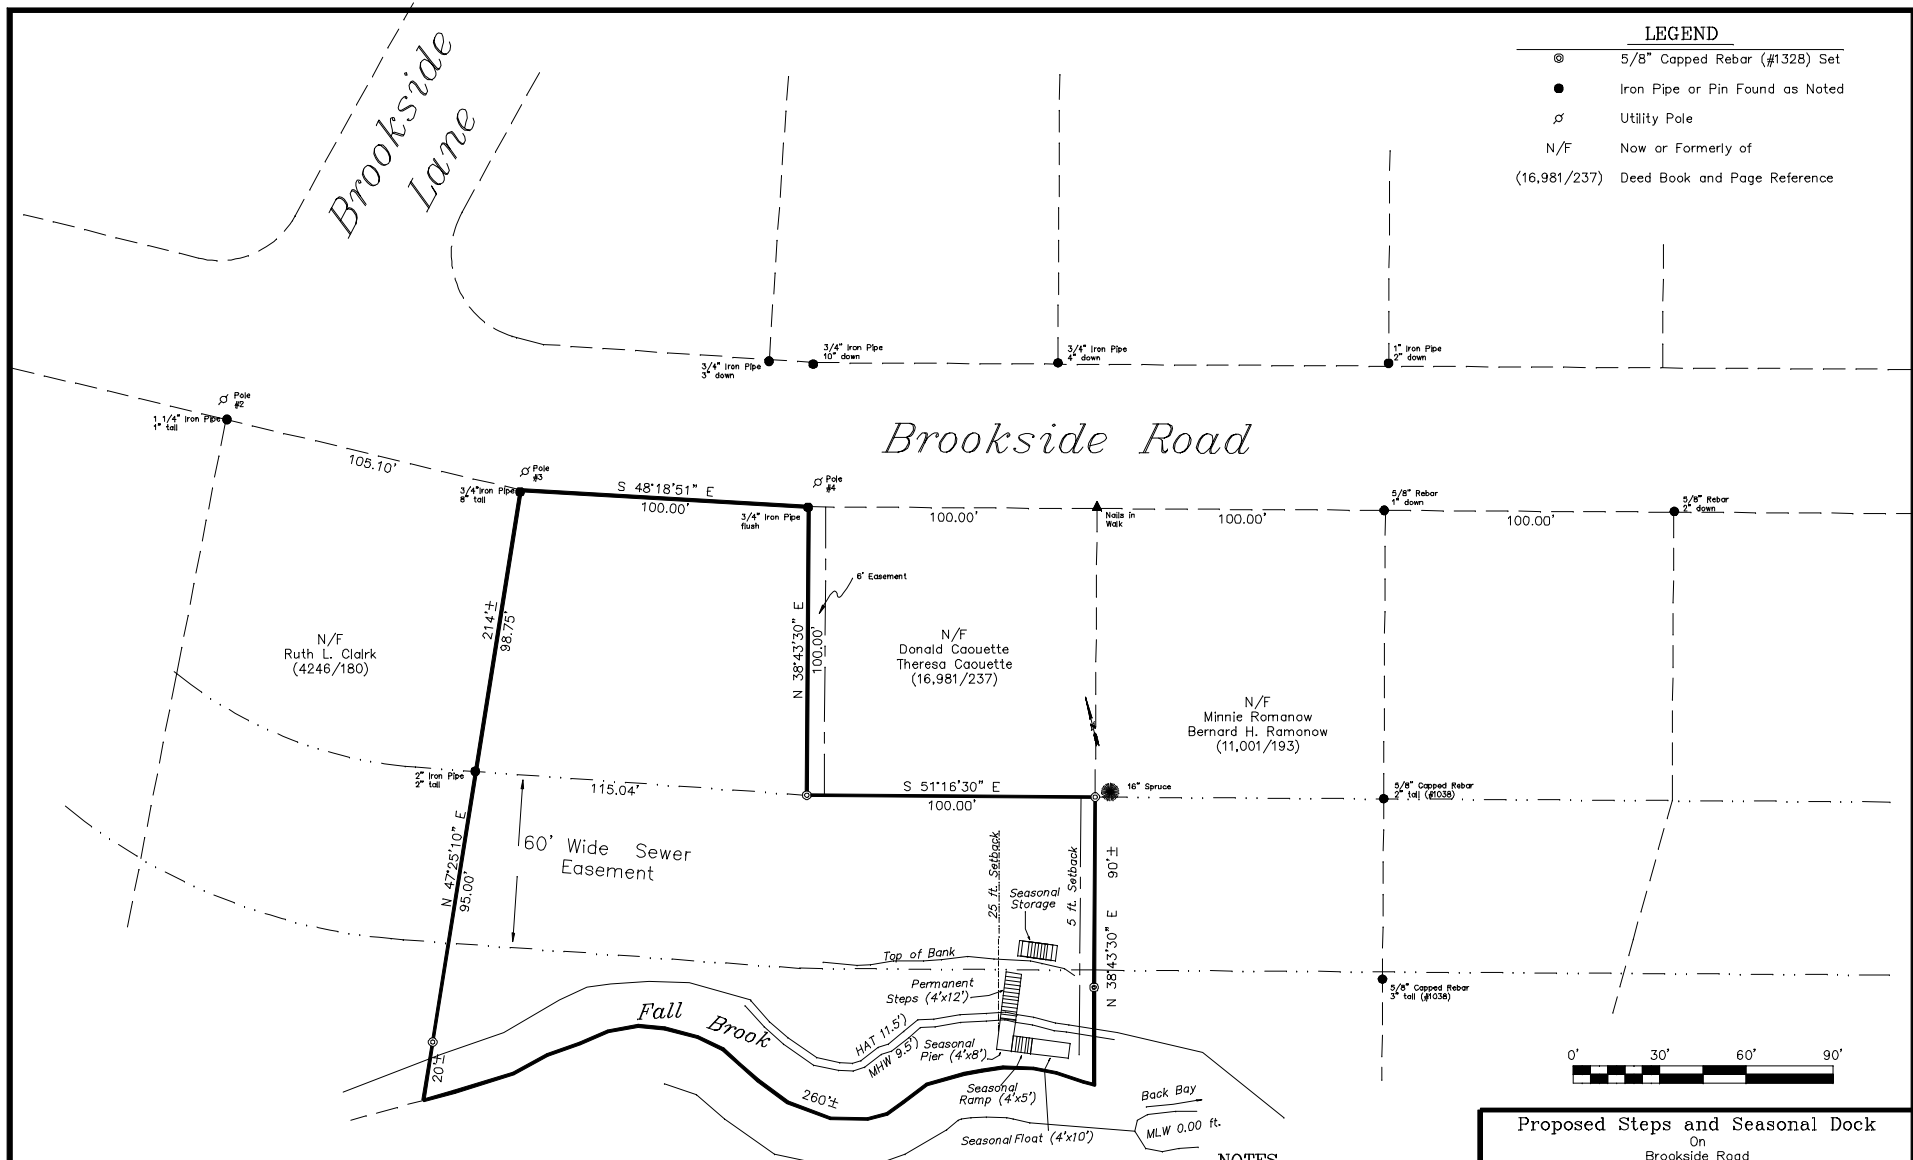 LEGEND
5/8" Capped Rebar (#1328) Set
Iron Pipe or Pin Found as Noted
Utility Pole
N/F Now or Formerly of
(16,981/237) Deed Book and Page Reference
Brookside
Lane
3/4" Iron Pipe
3" down
3/4" Iron Pipe
10" down
3/4" Iron Pipe
4" down
1" Iron Pipe
2" down
Pole
#2
1 1/4" Iron Pipe
1" tall
105.10'
Brookside Road
Pole
#3
3/4" Iron Pipe
8" tall
S 48°18'51" E
100.00'
Pole
#4
3/4" Iron Pipe
flush
100.00'
Nails in
Walk
100.00'
5/8" Rebar
1" down
100.00'
5/8" Rebar
2" down
6' Easement
214'±
98.75'
N 38°43'30" E
100.00'
N/F
Ruth L. Clalrk
(4246/180)
N/F
Donald Caouette
Theresa Caouette
(16,981/237)
N/F
Minnie Romanow
Bernard H. Ramonow
(11,001/193)
2" Iron Pipe
2" tall
115.04'
S 51°16'30" E
100.00'
16" Spruce
5/8" Capped Rebar
2" tall (#1038)
60' Wide Sewer
Easement
N 47°25'10" E
95.00'
25 ft. Setback
5 ft. Setback
N 38°43'30" E 90'±
Seasonal
Storage
Top of Bank
Permanent
Steps (4'x12')
5/8" Capped Rebar
3" tall (#1038)
Fall Brook
HAT 11.5')
MHW 9.5')
Seasonal
Pier (4'x8')
20'±
260'±
Seasonal
Ramp (4'x5')
Seasonal Float (4'x10')
Back Bay
MLW 0.00 ft.
0' 30' 60' 90'
NOTES
Proposed Steps and Seasonal Dock
On
Brookside Road